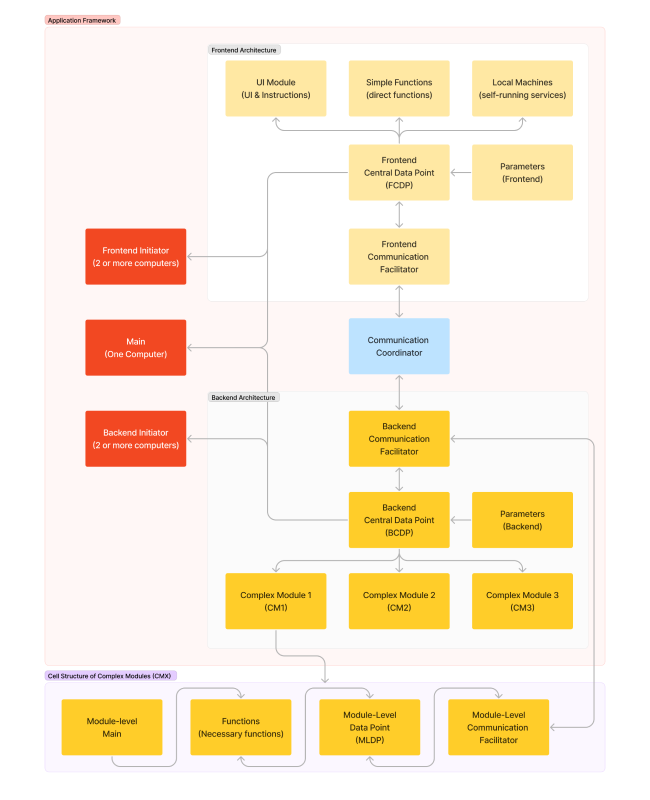 Application Framework
Frontend Architecture
UI Module
(UI & Instructions)
Simple Functions
(direct functions)
Local Machines
(self-running services)
Frontend
Central Data Point
(FCDP)
Parameters
(Frontend)
Frontend Initiator
(2 or more computers)
Frontend
Communication
Facilitator
Main
(One Computer)
Communication
Coordinator
Backend Architecture
Backend Initiator
(2 or more computers)
Backend
Communication
Facilitator
Backend
Central Data Point
(BCDP)
Parameters
(Backend)
Complex Module 1
(CM1)
Complex Module 2
(CM2)
Complex Module 3
(CM3)
Cell Structure of Complex Modules (CMX)
Module-level
Main
Functions
(Necessary functions)
Module-Level
Data Point
(MLDP)
Module-Level
Communication
Facilitator